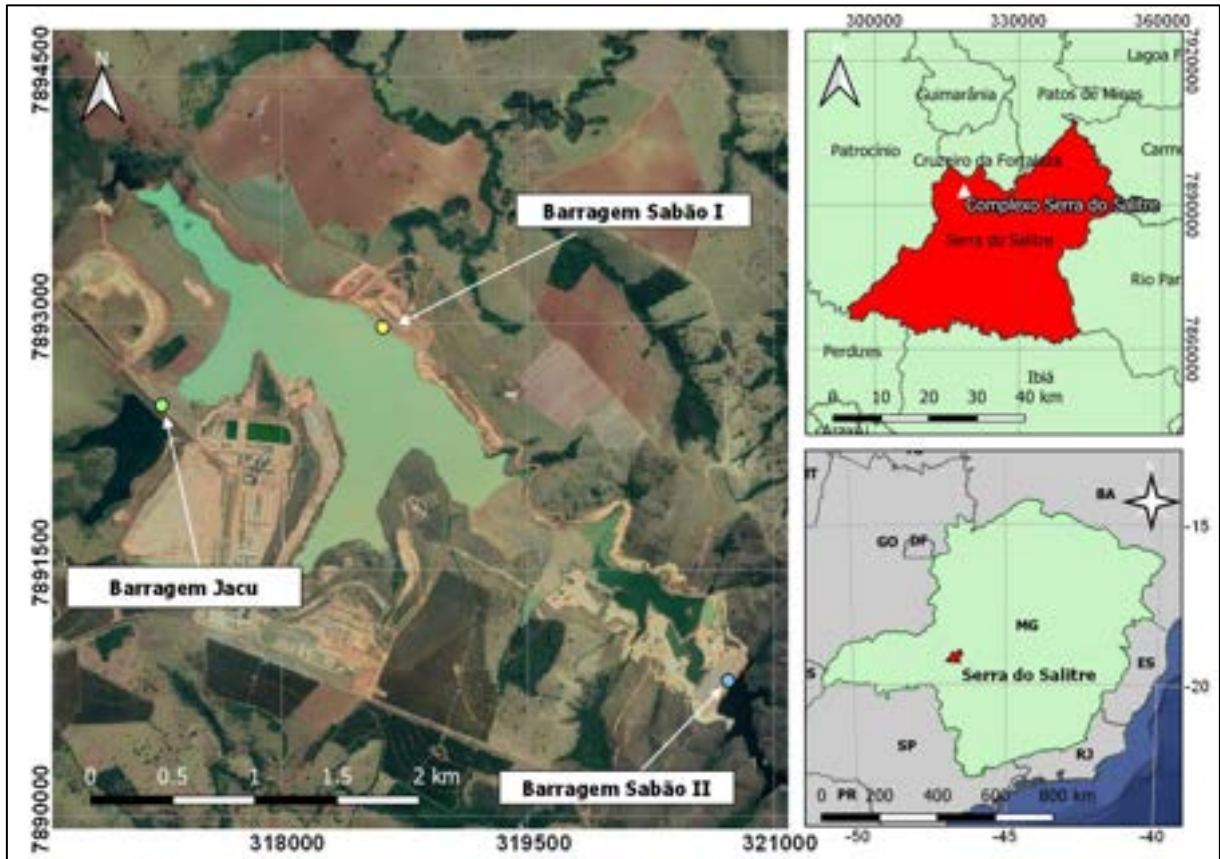 N
7894500
7893000
7891500
7890000
Barragem Sabão I
Barragem Jacu
Barragem Sabão II
0 0.5 1 1.5 2 km
318000 319500 321000
300000 330000 360000
7920000
7890000
7860000
Lagoa F
Guimarânia
Patos de Minas
Patrocínio
Cruzeiro da Fortaleza
Carm
Complexo Serra do Salitre
Serra do Salitre
Rio Par
Perdizes
Ibiá
0 10 20 30 40 km
BA
-15
GO DF
MG
ES
Serra do Salitre
-20
SP
RJ
0 PR 200 400 600 800 km
-50 -45 -40